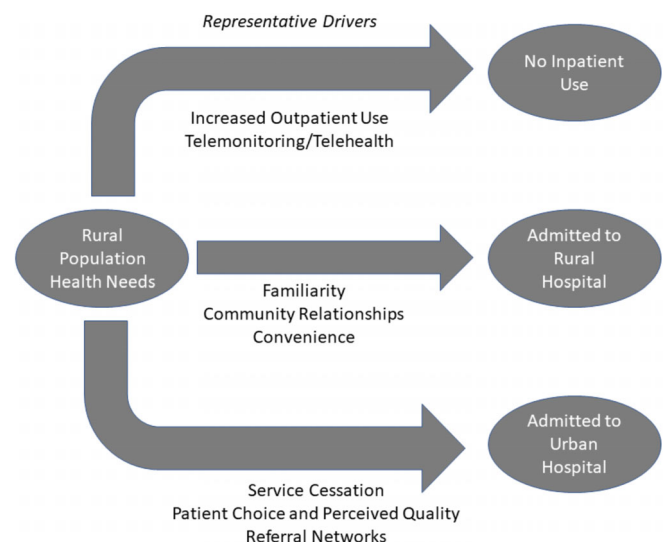 Representative Drivers
No Inpatient
Use
Increased Outpatient Use
Telemonitoring/Telehealth
Rural
Population
Health Needs
Admitted to
Rural
Hospital
Familiarity
Community Relationships
Convenience
Admitted to
Urban
Hospital
Service Cessation
Patient Choice and Perceived Quality
Referral Networks